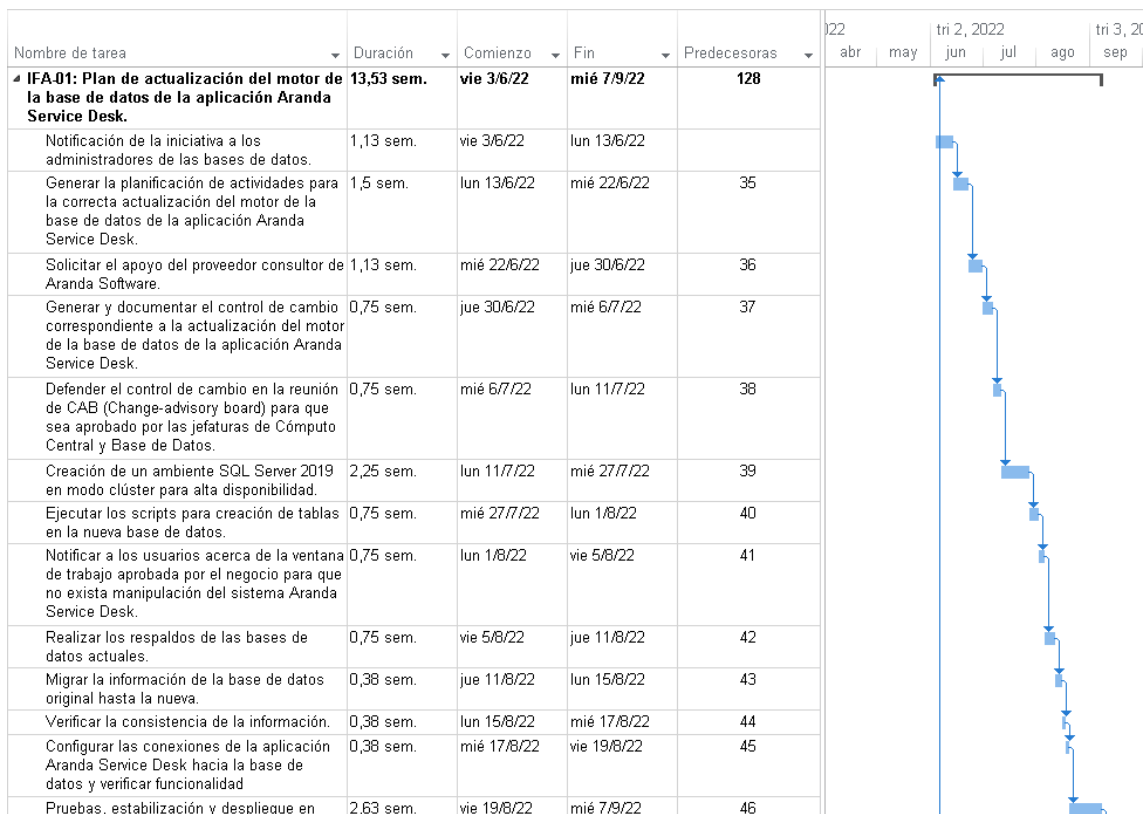 022 tri 2, 2022 tri 3, 20
Nombre de tarea Duración Comienzo Fin Predecesoras abr may jun jul ago sep
IFA-01: Plan de actualización del motor de 13,53 sem. vie 3/6/22 mié 7/9/22 128
la base de datos de la aplicación Aranda
Service Desk.
Notificación de la iniciativa a los 1,13 sem. vie 3/6/22 lun 13/6/22
administradores de las bases de datos.
Generar la planificación de actividades para 1,5 sem. lun 13/6/22 mié 22/6/22 35
la correcta actualización del motor de la
base de datos de la aplicación Aranda
Service Desk.
Solicitar el apoyo del proveedor consultor de 1,13 sem. mié 22/6/22 jue 30/6/22 36
Aranda Software.
Generar y documentar el control de cambio 0,75 sem. jue 30/6/22 mié 6/7/22 37
correspondiente a la actualización del motor
de la base de datos de la aplicación Aranda
Service Desk.
Defender el control de cambio en la reunión 0,75 sem. mié 6/7/22 lun 11/7/22 38
de CAB (Change-advisory board) para que
sea aprobado por las jefaturas de Cómputo
Central y Base de Datos.
Creación de un ambiente SQL Server 2019 2,25 sem. lun 11/7/22 mié 27/7/22 39
en modo clúster para alta disponibilidad.
Ejecutar los scripts para creación de tablas 0,75 sem. mié 27/7/22 lun 1/8/22 40
en la nueva base de datos.
Notificar a los usuarios acerca de la ventana 0,75 sem. lun 1/8/22 vie 5/8/22 41
de trabajo aprobada por el negocio para que
no exista manipulación del sistema Aranda
Service Desk.
Realizar los respaldos de las bases de 0,75 sem. vie 5/8/22 jue 11/8/22 42
datos actuales.
Migrar la información de la base de datos 0,38 sem. jue 11/8/22 lun 15/8/22 43
original hasta la nueva.
Verificar la consistencia de la información. 0,38 sem. lun 15/8/22 mié 17/8/22 44
Configurar las conexiones de la aplicación 0,38 sem. mié 17/8/22 vie 19/8/22 45
Aranda Service Desk hacia la base de
datos y verificar funcionalidad
Pruebas, estabilización y despliegue en 2,63 sem. vie 19/8/22 mié 7/9/22 46